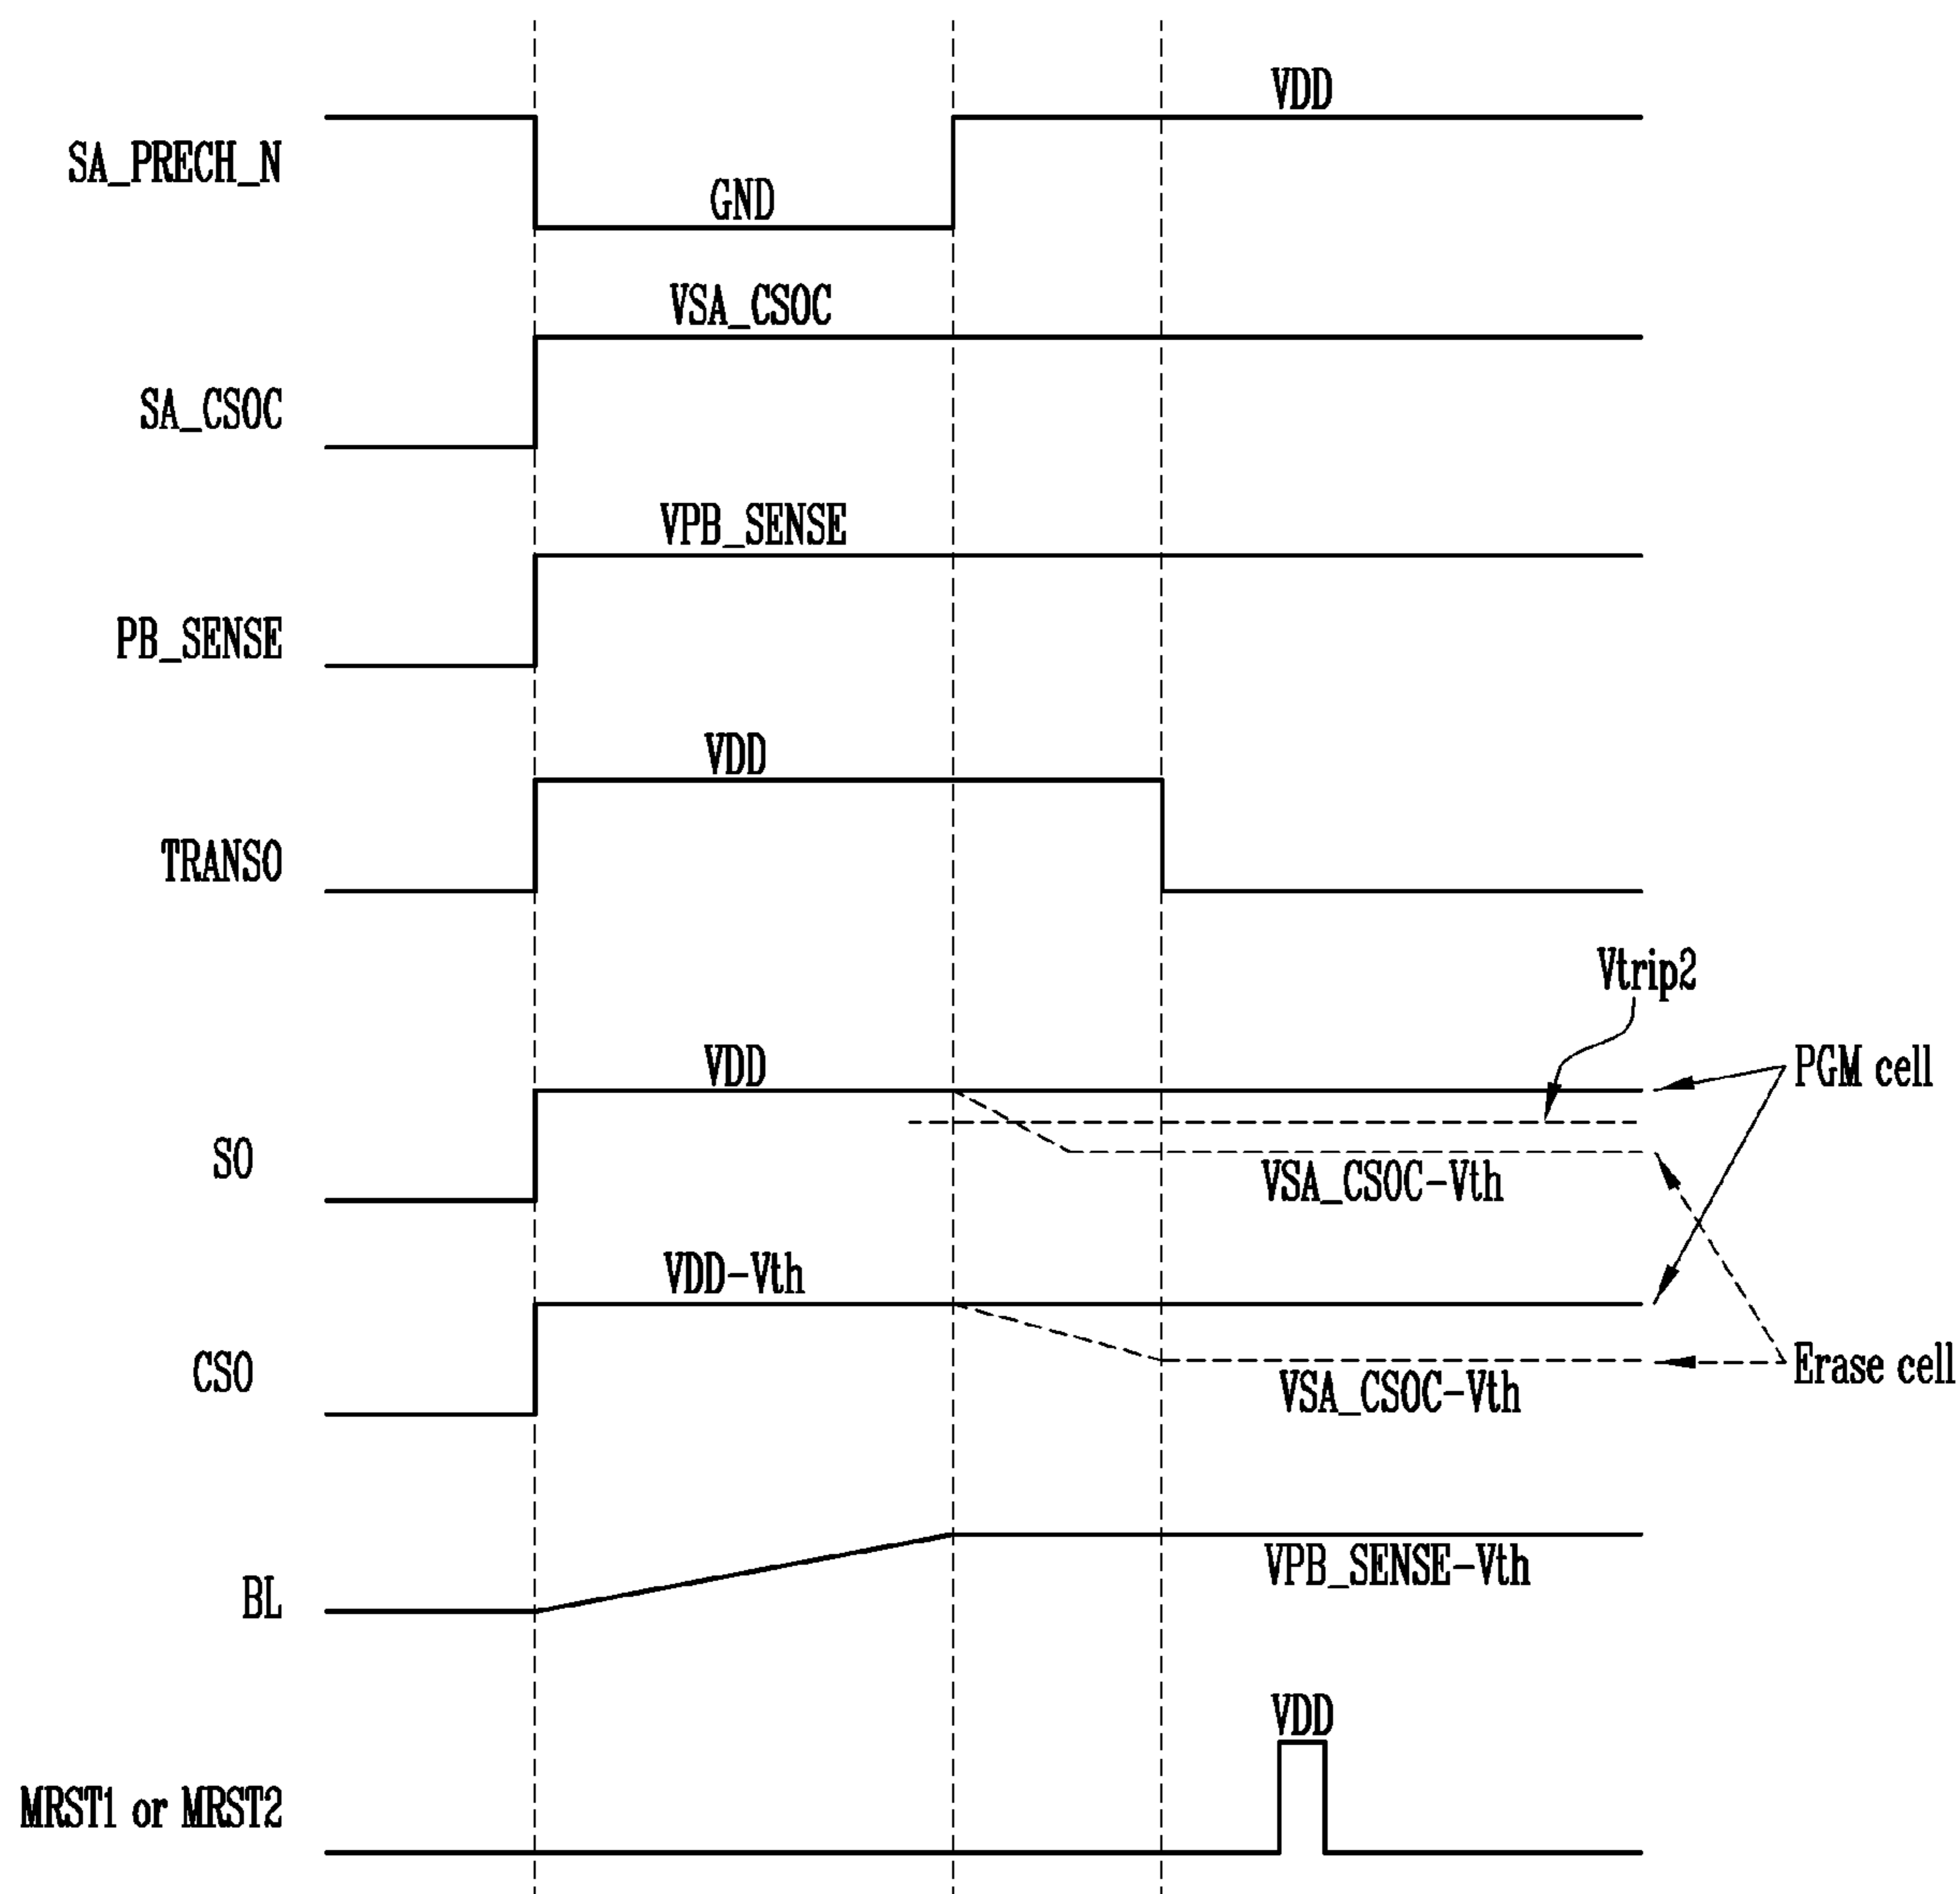 VDD
SA_PRECH_N
GND
VSA_CSOC
SA_CSOC
VPB_SENSE
PB_SENSE
VDD
TRANSO
Vtrip2
VDD
PGM cell
SO
VSA_CSOC-Vth
VDD-Vth
CSO
VSA_CSOC-Vth
Erase cell
BL
VPB_SENSE-Vth
VDD
MRST1 or MRST2